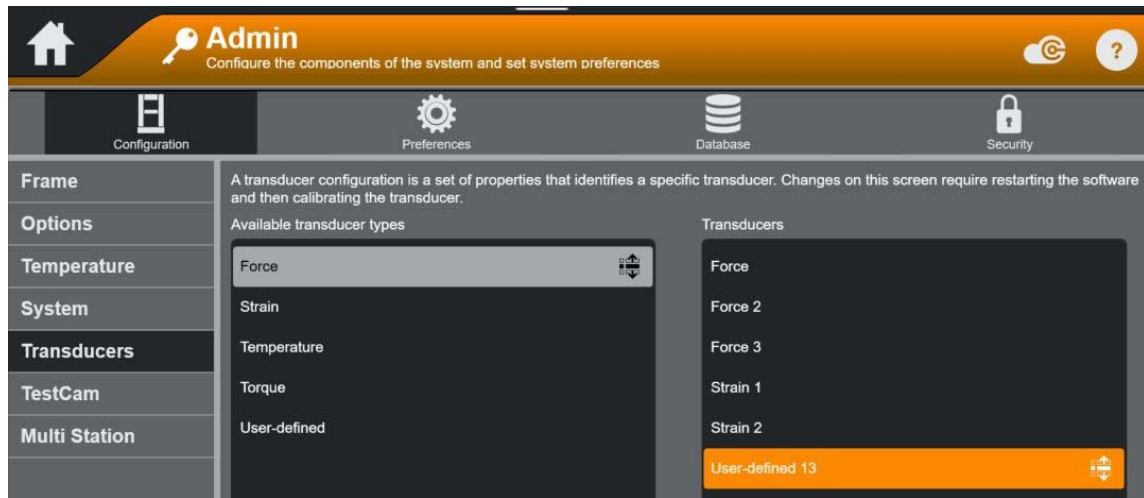 Admin
Configure the components of the system and set system preferences
?
Configuration
Preferences
Database
Security
Frame
Options
Temperature
System
Transducers
TestCam
Multi Station
A transducer configuration is a set of properties that identifies a specific transducer. Changes on this screen require restarting the software
and then calibrating the transducer.
Available transducer types
Force
Strain
Temperature
Torque
User-defined
Transducers
Force
Force 2
Force 3
Strain 1
Strain 2
User-defined 13